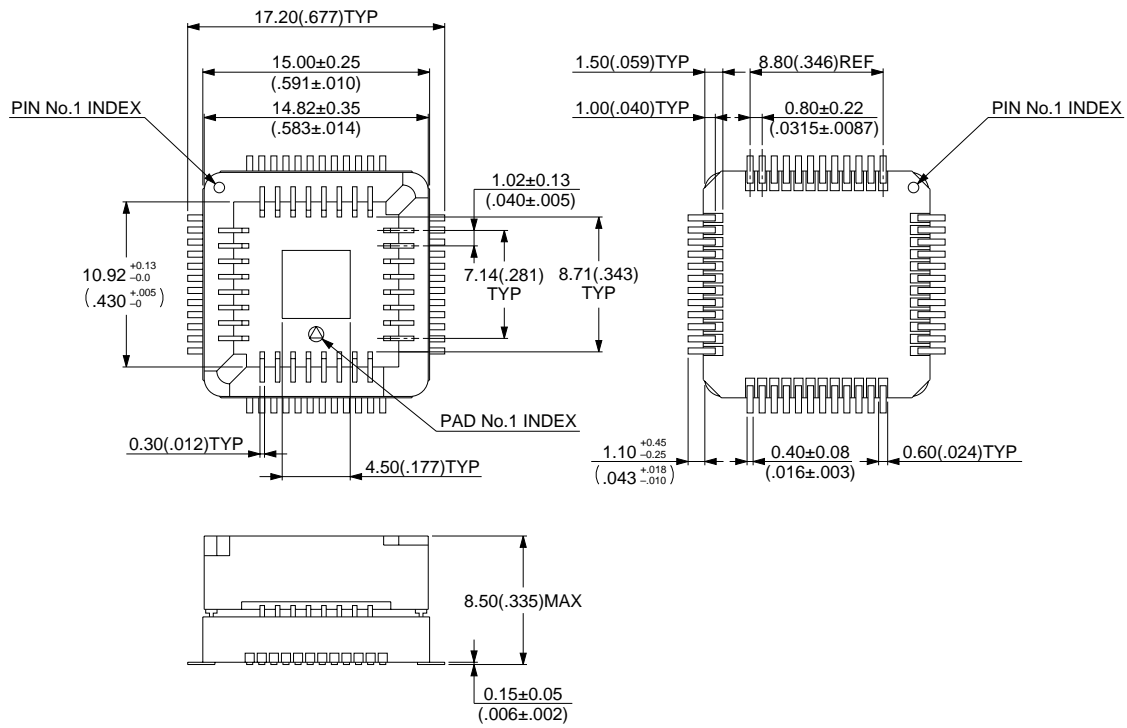 17.20(.677)TYP
15.00±0.25
(.591±.010)
14.82±0.35
(.583±.014)
PIN No.1 INDEX
1.02±0.13
(.040±.005)
10.92 +0.13 –0.0
(.430 +.005 –0)
7.14(.281)
TYP
8.71(.343)
TYP
PAD No.1 INDEX
0.30(.012)TYP
4.50(.177)TYP
1.50(.059)TYP
8.80(.346)REF
1.00(.040)TYP
0.80±0.22
(.0315±.0087)
PIN No.1 INDEX
1.10 +0.45 –0.25
(.043 +.018 –.010)
0.40±0.08
(.016±.003)
0.60(.024)TYP
8.50(.335)MAX
0.15±0.05
(.006±.002)